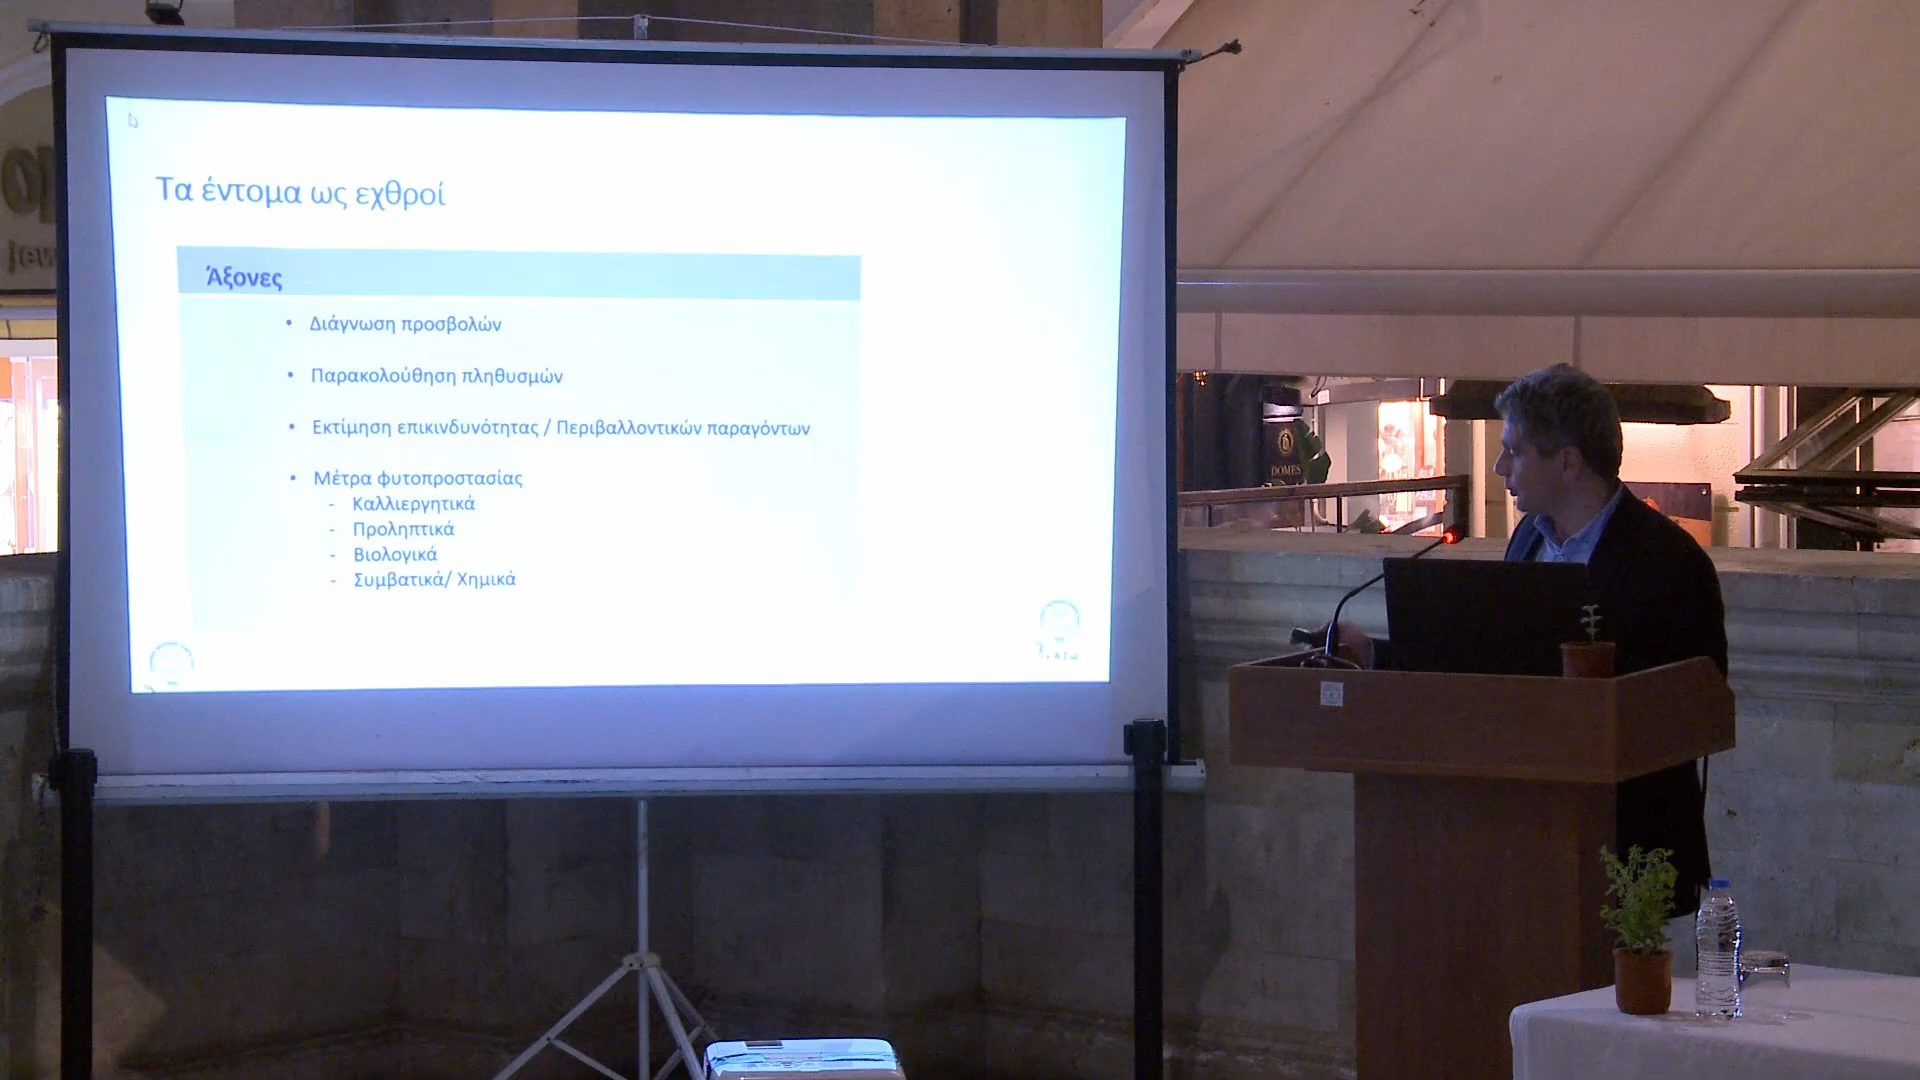 Τα έντομα ως εχθροί
Άξονες
• Διάγνωση προσβολών
• Παρακολούθηση πληθυσμών
• Εκτίμηση επικινδυνότητας / Περιβαλλοντικών παραγόντων
• Μέτρα φυτοπροστασίας
- Καλλιεργητικά
- Προληπτικά
- Βιολογικά
- Συμβατικά/ Χημικά
DOMES